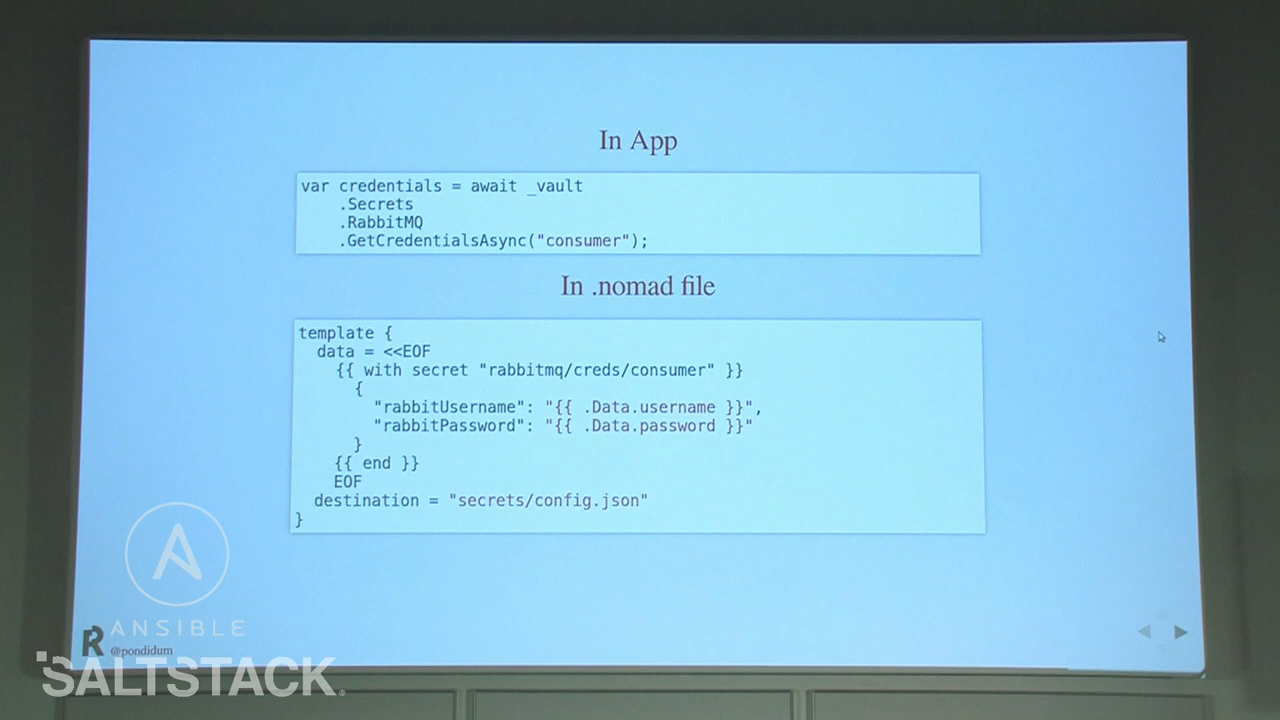 In App
var credentials = await _vault
.Secrets
.RabbitMQ
.GetCredentialsAsync("consumer");
In .nomad file
template {
data = <<EOF
{{ with secret "rabbitmq/creds/consumer" }}
{
"rabbitUsername": "{{ .Data.username }}",
"rabbitPassword": "{{ .Data.password }}"
}
{{ end }}
EOF
destination = "secrets/config.json"
}
ANSIBLE
R @pondidum
SALTSTACK®